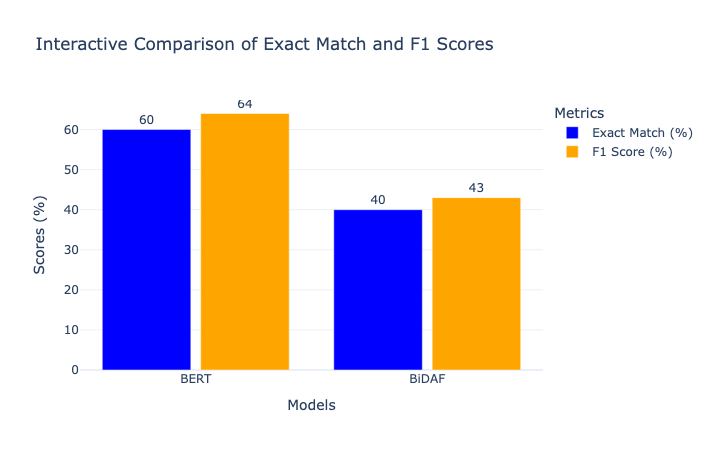 Interactive Comparison of Exact Match and F1 Scores
Metrics
Exact Match (%)
F1 Score (%)
60
64
40
43
Scores (%)
60
50
40
30
20
10
0
BERT
BiDAF
Models